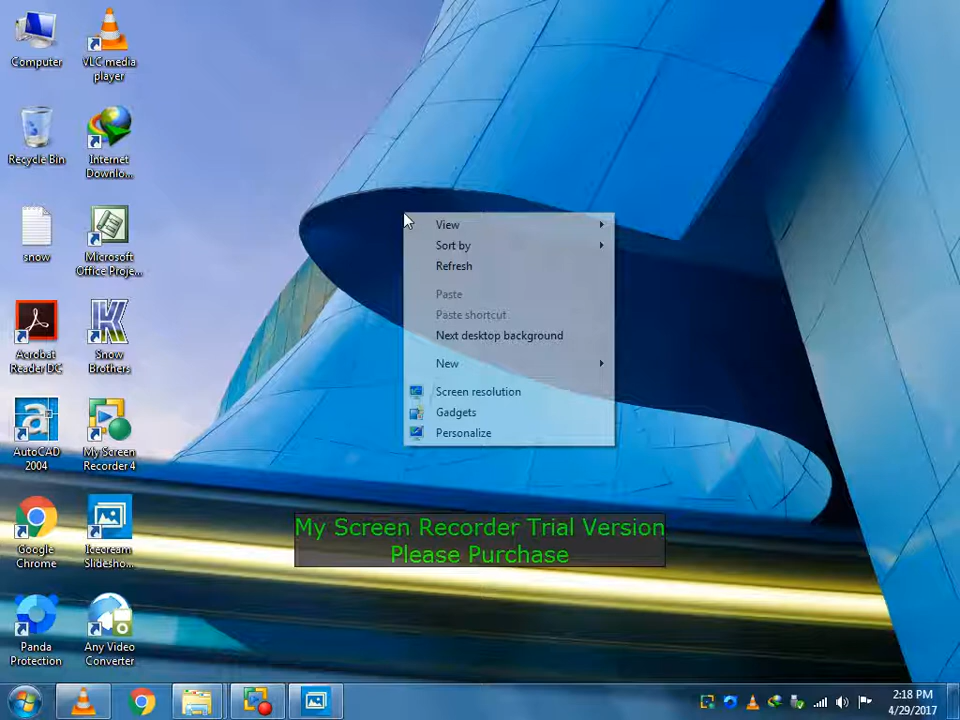 Computer
VLC media
player
Recycle Bin
Internet
Downlo...
snow
Microsoft
Office Proje...
Acrobat
Reader DC
Snow
Brothers
AutoCAD
2004
My Screen
Recorder 4
Google
Chrome
Icecream
Slidesho...
Panda
Protection
Any Video
Converter
View
Sort by
Refresh
Paste
Paste shortcut
Next desktop background
New
Screen resolution
Gadgets
Personalize
My Screen Recorder Trial Version
Please Purchase
2:18 PM
4/29/2017